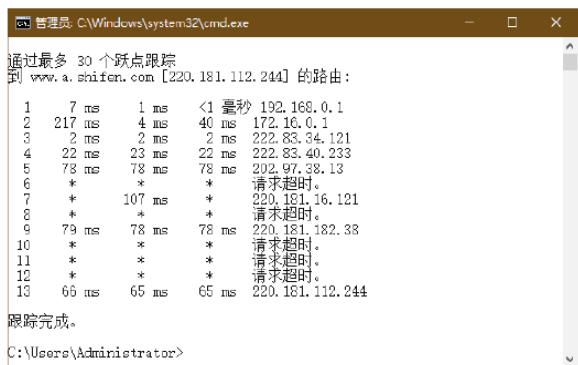 管理员: C:\Windows\system32\cmd.exe
通过最多 30 个跃点跟踪
到 www.a.shifen.com [220.181.112.244] 的路由:
1 7 ms 1 ms <1 毫秒 192.168.0.1
2 217 ms 4 ms 40 ms 172.16.0.1
3 2 ms 2 ms 2 ms 222.83.34.121
4 22 ms 23 ms 22 ms 222.83.40.233
5 78 ms 78 ms 78 ms 202.97.38.13
6 * * * 请求超时。
7 * 107 ms * 220.181.16.121
8 * * * 请求超时。
9 79 ms 78 ms 78 ms 220.181.182.38
10 * * * 请求超时。
11 * * * 请求超时。
12 * * * 请求超时。
13 66 ms 65 ms 65 ms 220.181.112.244
跟踪完成。
C:\Users\Administrator>